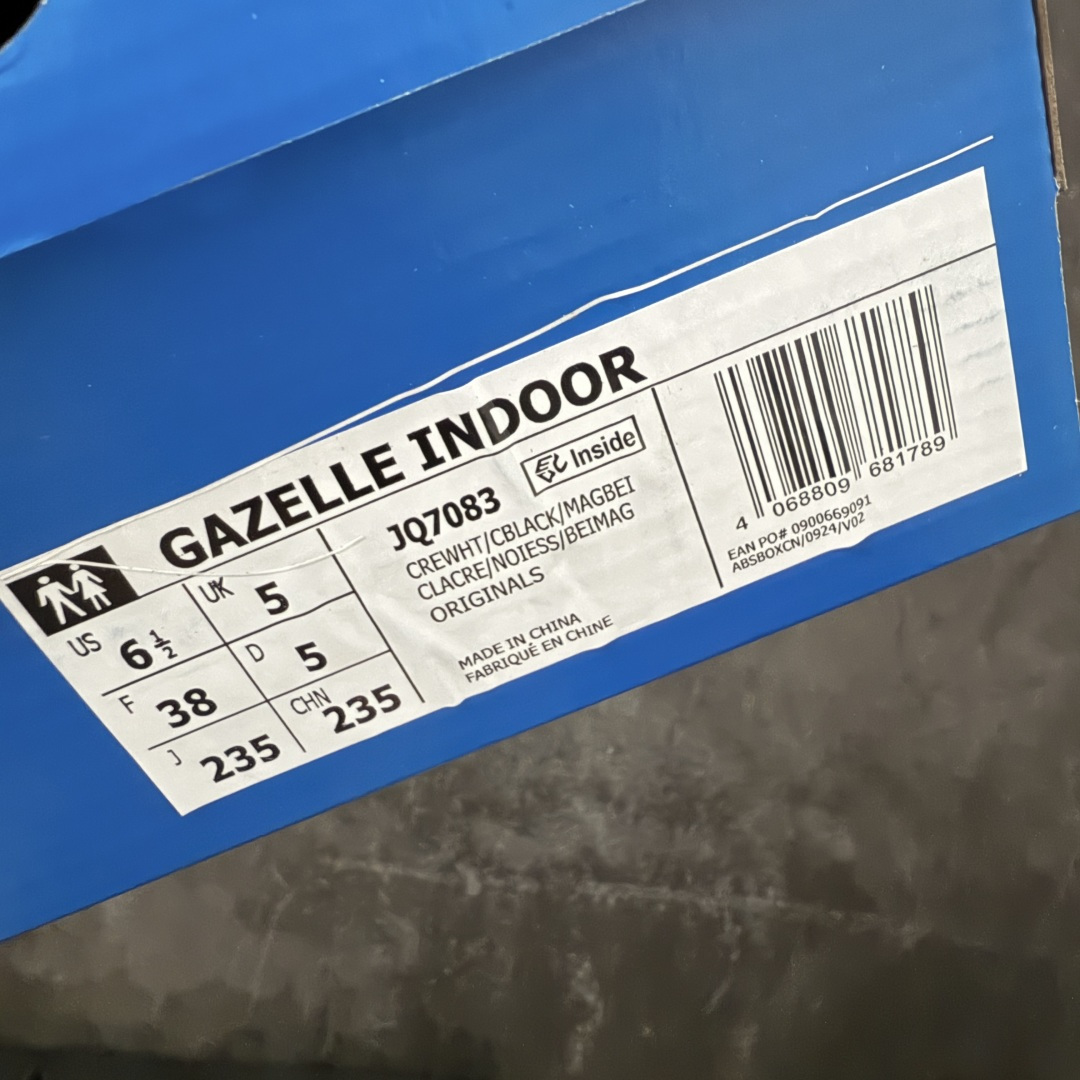 GAZELLE INDOOR
US 6 ½ UK 5
F 38 D 5
J 235 CHN 235
JQ7083
Inside
CREWHT/CBLACK/MAGBEI
CLACRE/NOIESS/BEIMAG
ORIGINALS
MADE IN CHINA
FABRIQUÉ EN CHINE
4 068809 681789
EAN PO# 0900669091
ABSBOXCN/0924/V02